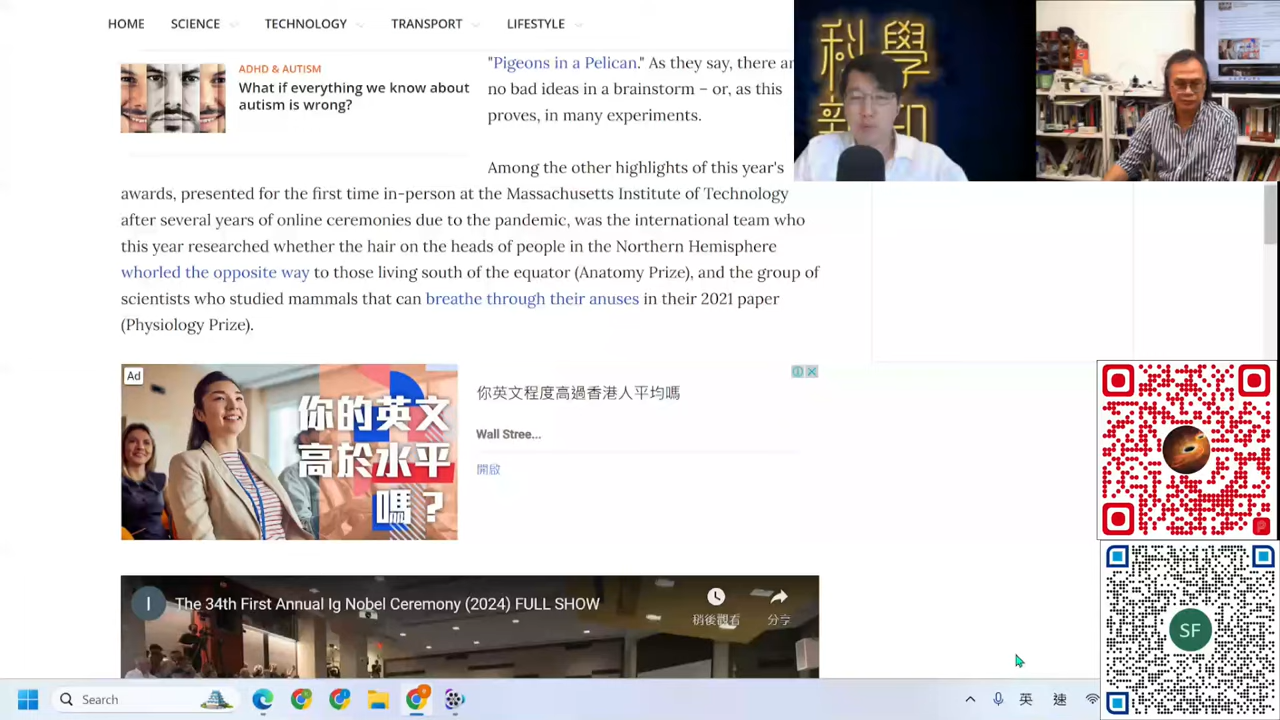 HOME
SCIENCE
TECHNOLOGY
TRANSPORT
LIFESTYLE
科學
新知
"Pigeons in a Pelican." As they say, there ar
no bad ideas in a brainstorm – or, as this
proves, in many experiments.
ADHD & AUTISM
What if everything we know about
autism is wrong?
Among the other highlights of this year's
awards, presented for the first time in-person at the Massachusetts Institute of Technology
after several years of online ceremonies due to the pandemic, was the international team who
this year researched whether the hair on the heads of people in the Northern Hemisphere
whorled the opposite way to those living south of the equator (Anatomy Prize), and the group of
scientists who studied mammals that can breathe through their anuses in their 2021 paper
(Physiology Prize).
Ad
你的英文
高於水平
嗎？
你英文程度高過香港人平均嗎
Wall Stree...
開啟
I
The 34th First Annual Ig Nobel Ceremony (2024) FULL SHOW
稍後觀看
分享
P
SF
Search
英
速